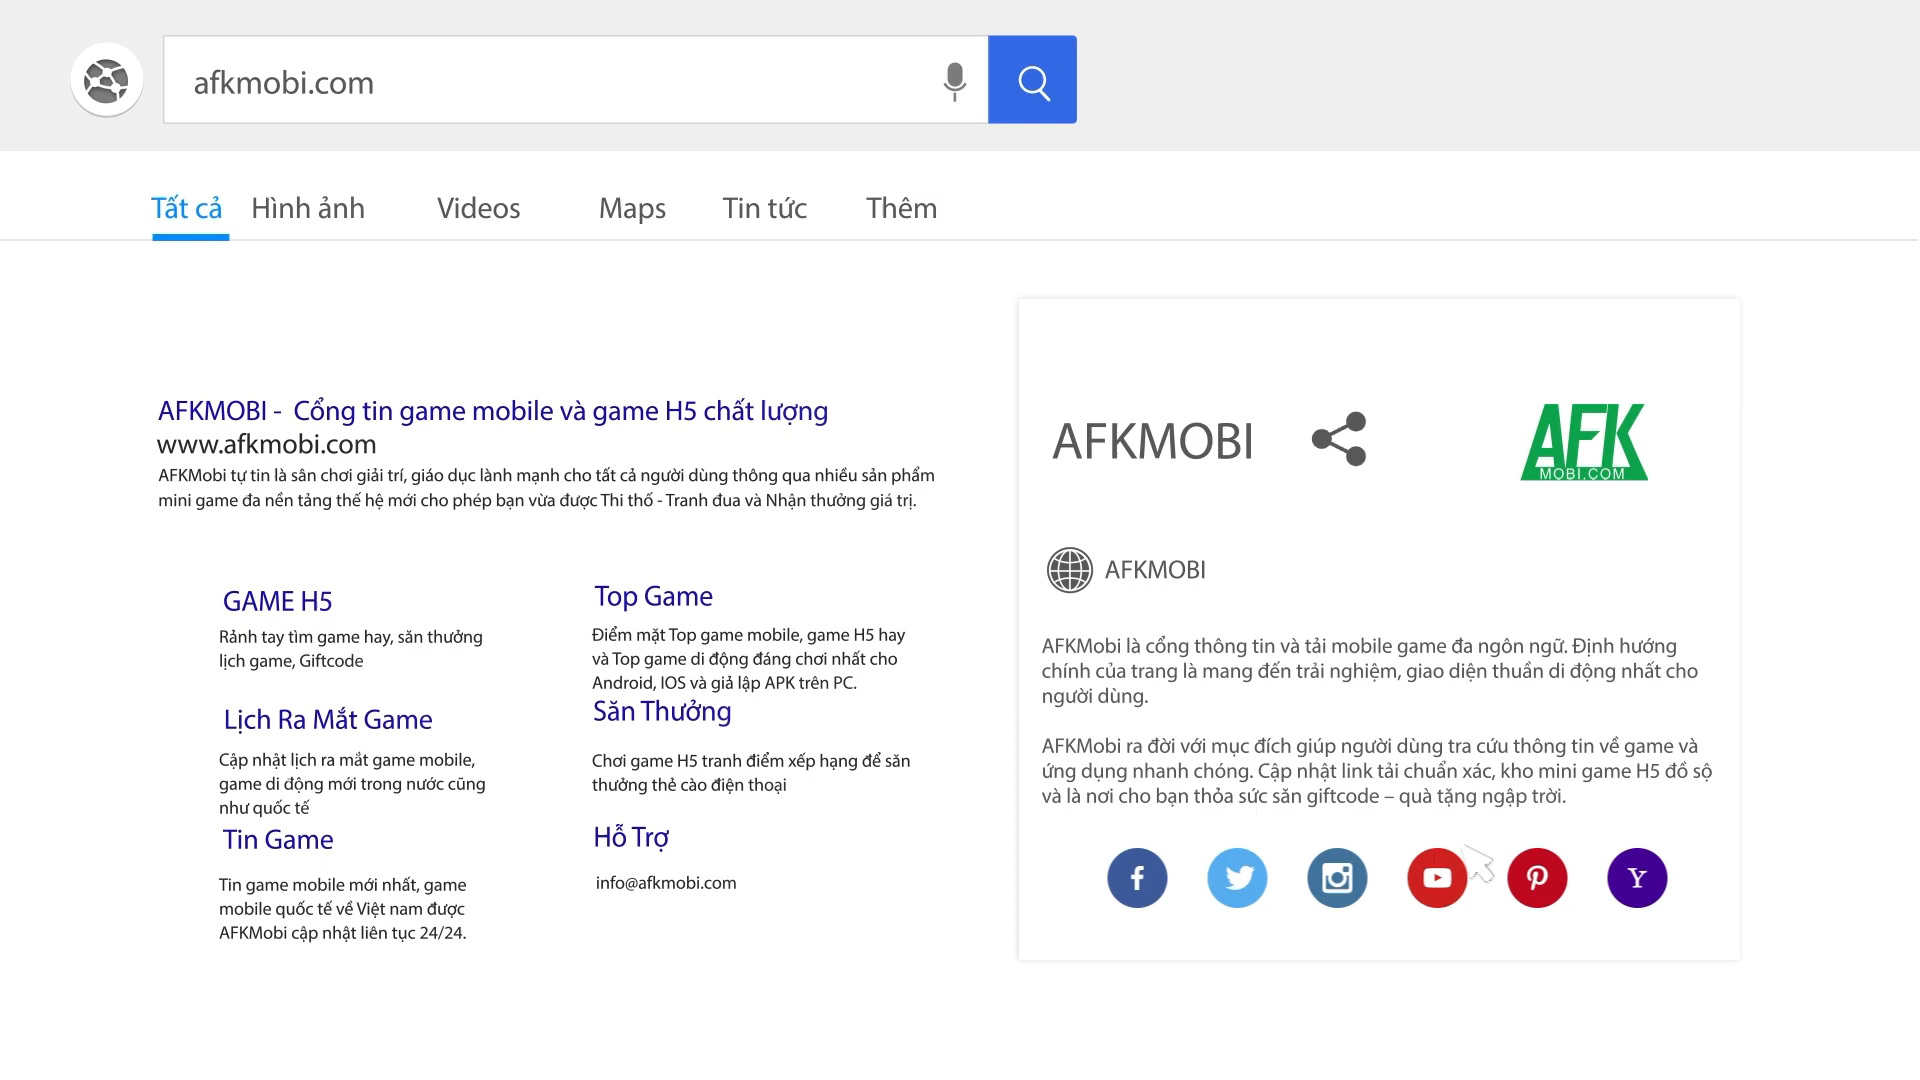 afkmobi.com
Tất cả Hình ảnh Videos Maps Tin tức Thêm
AFKMOBI - Cổng tin game mobile và game H5 chất lượng
www.afkmobi.com
AFKMobi tự tin là sân chơi giải trí, giáo dục lành mạnh cho tất cả người dùng thông qua nhiều sản phẩm
mini game đa nền tảng thế hệ mới cho phép bạn vừa được Thi thố - Tranh đua và Nhận thưởng giá trị.
GAME H5
Rảnh tay tìm game hay, săn thưởng
lịch game, Giftcode
Lịch Ra Mắt Game
Cập nhật lịch ra mắt game mobile,
game di động mới trong nước cũng
như quốc tế
Tin Game
Tin game mobile mới nhất, game
mobile quốc tế về Việt nam được
AFKMobi cập nhật liên tục 24/24.
Top Game
Điểm mặt Top game mobile, game H5 hay
và Top game di động đáng chơi nhất cho
Android, IOS và giả lập APK trên PC.
Săn Thưởng
Chơi game H5 tranh điểm xếp hạng để săn
thưởng thẻ cào điện thoại
Hỗ Trợ
info@afkmobi.com
AFKMOBI
AFK
MOBI.COM
AFKMOBI
AFKMobi là cổng thông tin và tải mobile game đa ngôn ngữ. Định hướng
chính của trang là mang đến trải nghiệm, giao diện thuần di động nhất cho
người dùng.
AFKMobi ra đời với mục đích giúp người dùng tra cứu thông tin về game và
ứng dụng nhanh chóng. Cập nhật link tải chuẩn xác, kho mini game H5 đồ sộ
và là nơi cho bạn thỏa sức săn giftcode – quà tặng ngập trời.